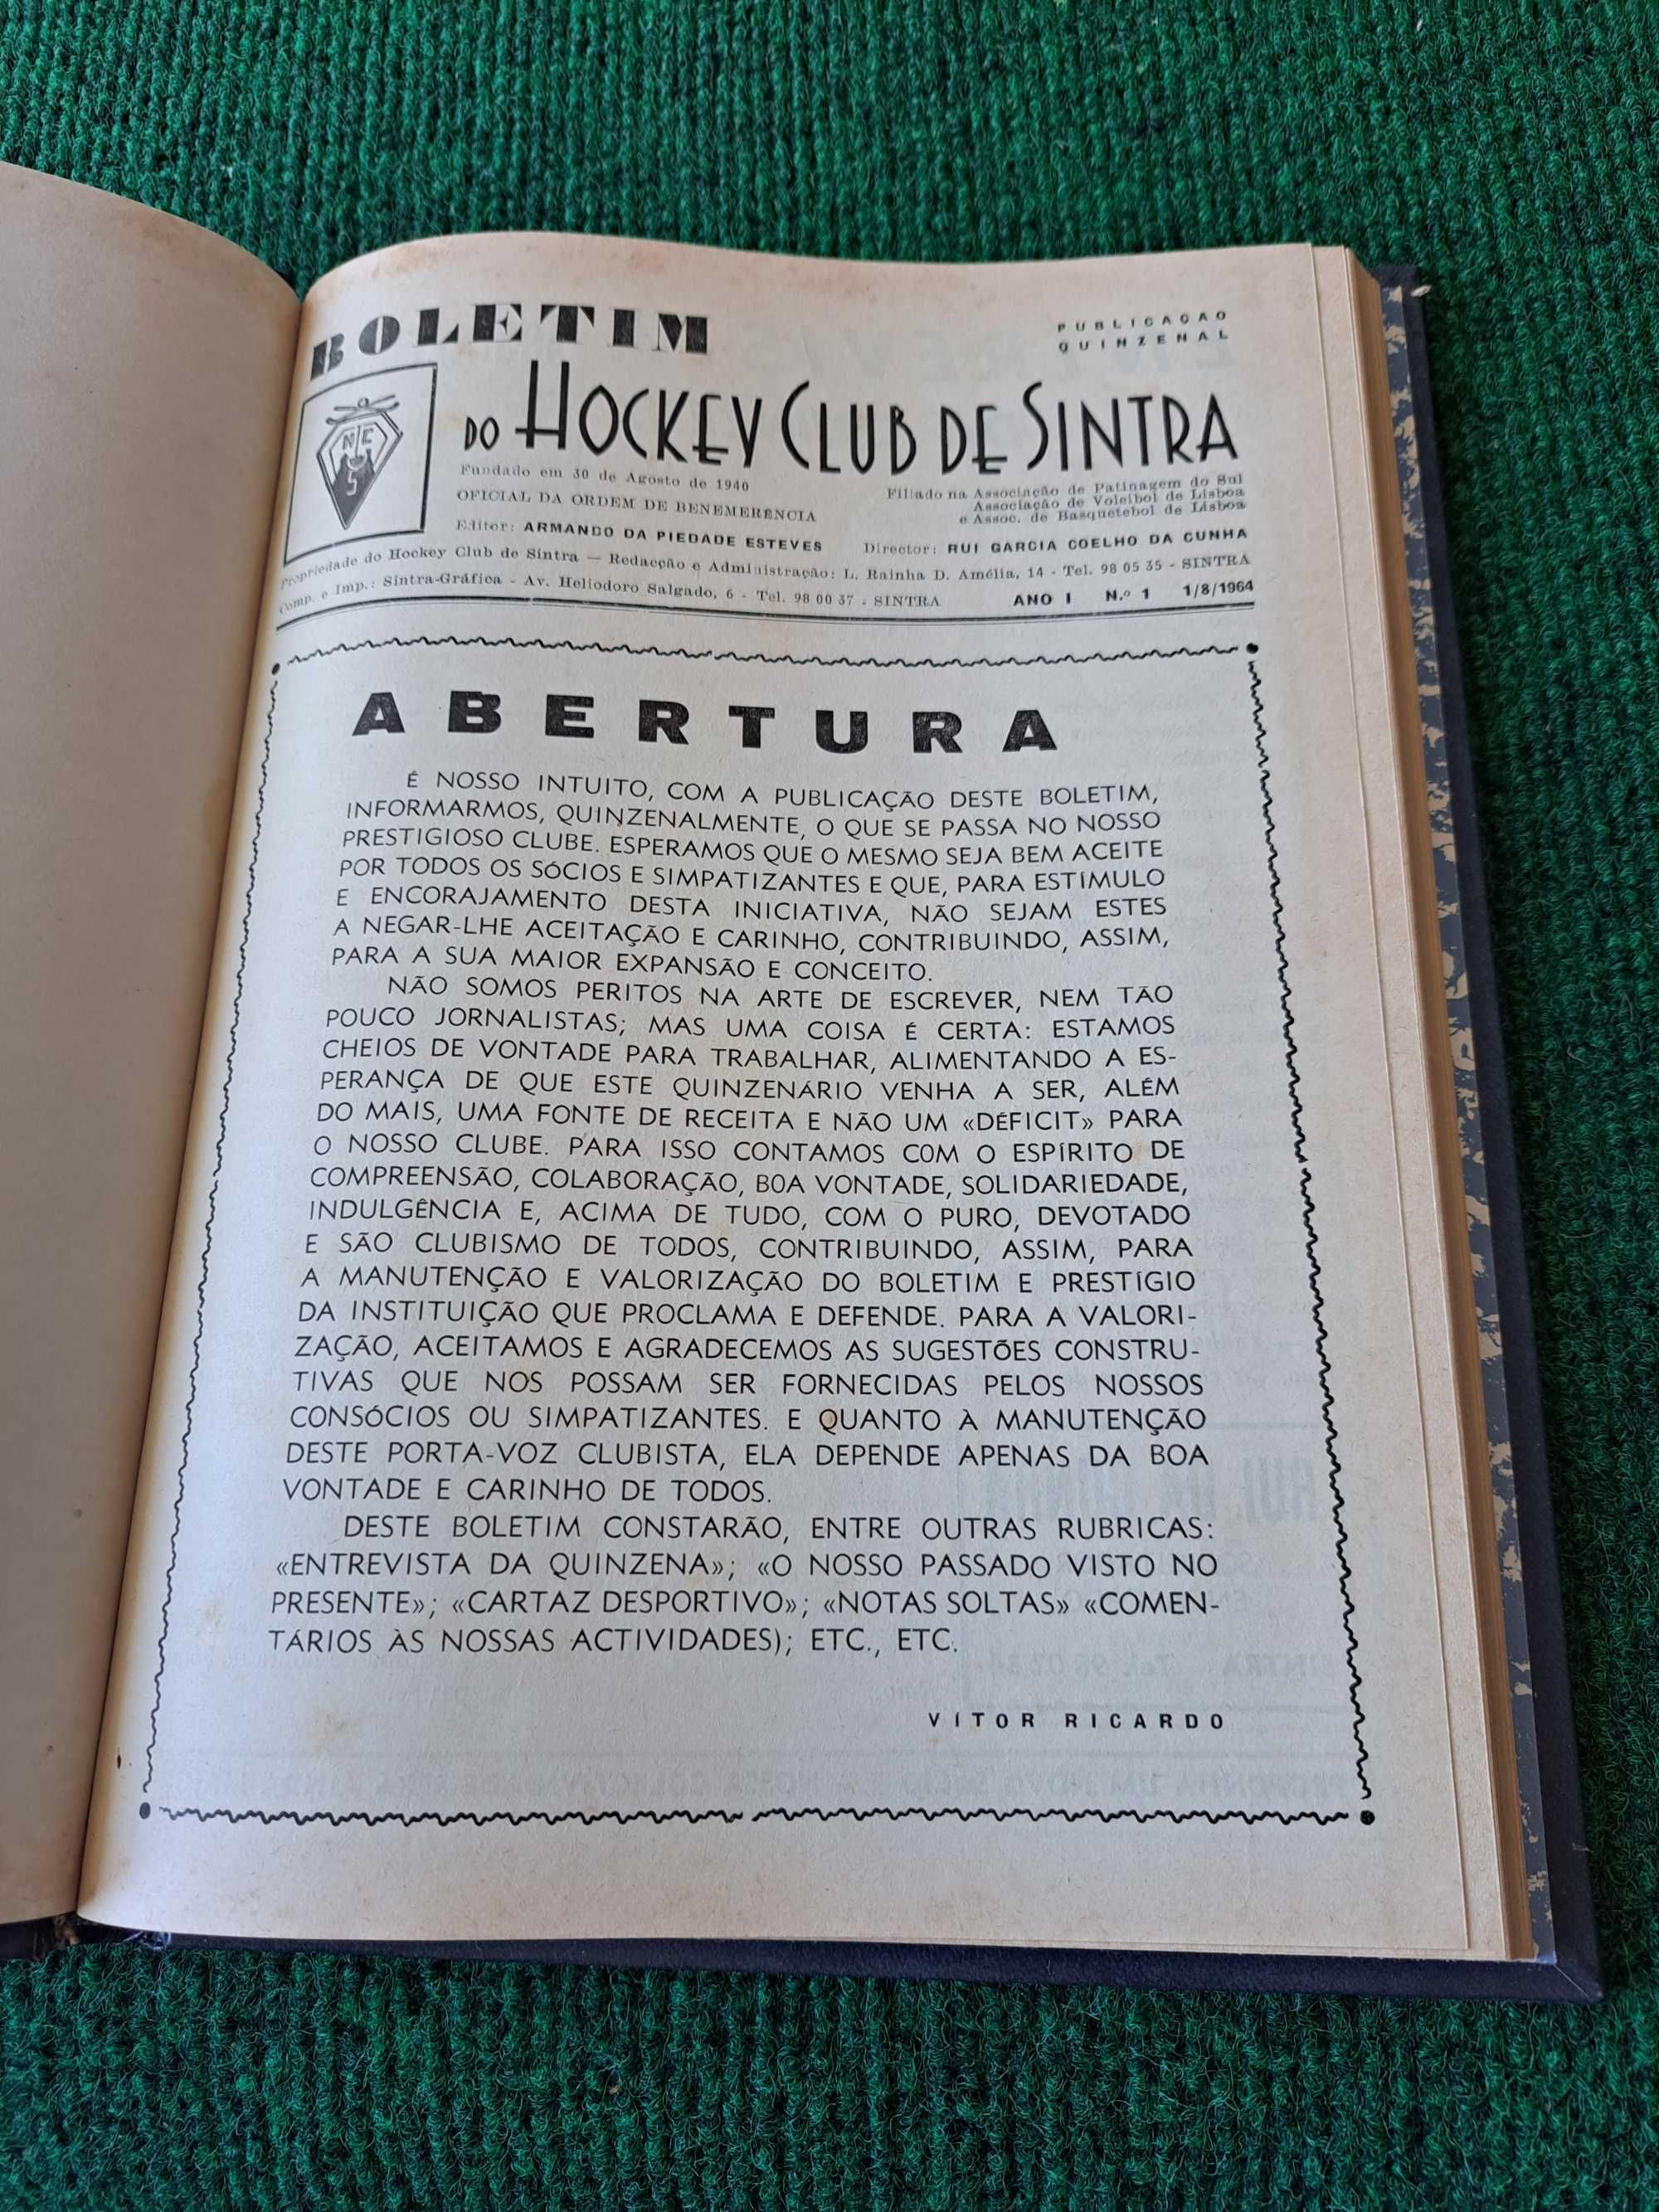 BOLETIM
PUBLICAÇÃO
QUINZENAL
DO HOCKEY CLUB DE SINTRA
Fundado em 30 de Agosto de 1940
OFICIAL DA ORDEM DE BENEMERÊNCIA
Filiado na Associação de Patinagem do Sul
Associação de Voleibol de Lisboa
e Assoc. de Basquetebol de Lisboa
Editor: ARMANDO DA PIEDADE ESTEVES
Director: RUI GARCIA COELHO DA CUNHA
Propriedade do Hockey Club de Sintra — Redacção e Administração: L. Rainha D. Amélia, 14 - Tel. 98 05 35 - SINTRA
Comp. e Imp.: Sintra-Gráfica - Av. Heliodoro Salgado, 6 - Tel. 98 00 37 - SINTRA
ANO I N.º 1 1/8/1964
ABERTURA
É NOSSO INTUITO, COM A PUBLICAÇÃO DESTE BOLETIM,
INFORMARMOS, QUINZENALMENTE, O QUE SE PASSA NO NOSSO
PRESTIGIOSO CLUBE. ESPERAMOS QUE O MESMO SEJA BEM ACEITE
POR TODOS OS SÓCIOS E SIMPATIZANTES E QUE, PARA ESTÍMULO
E ENCORAJAMENTO DESTA INICIATIVA, NÃO SEJAM ESTES
A NEGAR-LHE ACEITAÇÃO E CARINHO, CONTRIBUINDO, ASSIM,
PARA A SUA MAIOR EXPANSÃO E CONCEITO.
NÃO SOMOS PERITOS NA ARTE DE ESCREVER, NEM TÃO
POUCO JORNALISTAS; MAS UMA COISA É CERTA: ESTAMOS
CHEIOS DE VONTADE PARA TRABALHAR, ALIMENTANDO A ES-
PERANÇA DE QUE ESTE QUINZENÁRIO VENHA A SER, ALÉM
DO MAIS, UMA FONTE DE RECEITA E NÃO UM «DÉFICIT» PARA
O NOSSO CLUBE. PARA ISSO CONTAMOS COM O ESPÍRITO DE
COMPREENSÃO, COLABORAÇÃO, BOA VONTADE, SOLIDARIEDADE,
INDULGÊNCIA E, ACIMA DE TUDO, COM O PURO, DEVOTADO
E SÃO CLUBISMO DE TODOS, CONTRIBUINDO, ASSIM, PARA
A MANUTENÇÃO E VALORIZAÇÃO DO BOLETIM E PRESTÍGIO
DA INSTITUIÇÃO QUE PROCLAMA E DEFENDE. PARA A VALORI-
ZAÇÃO, ACEITAMOS E AGRADECEMOS AS SUGESTÕES CONSTRU-
TIVAS QUE NOS POSSAM SER FORNECIDAS PELOS NOSSOS
CONSÓCIOS OU SIMPATIZANTES. E QUANTO À MANUTENÇÃO
DESTE PORTA-VOZ CLUBISTA, ELA DEPENDE APENAS DA BOA
VONTADE E CARINHO DE TODOS.
DESTE BOLETIM CONSTARÃO, ENTRE OUTRAS RUBRICAS:
«ENTREVISTA DA QUINZENA»; «O NOSSO PASSADO VISTO NO
PRESENTE»; «CARTAZ DESPORTIVO»; «NOTAS SOLTAS» «COMEN-
TÁRIOS ÀS NOSSAS ACTIVIDADES); ETC., ETC.
VÍTOR RICARDO